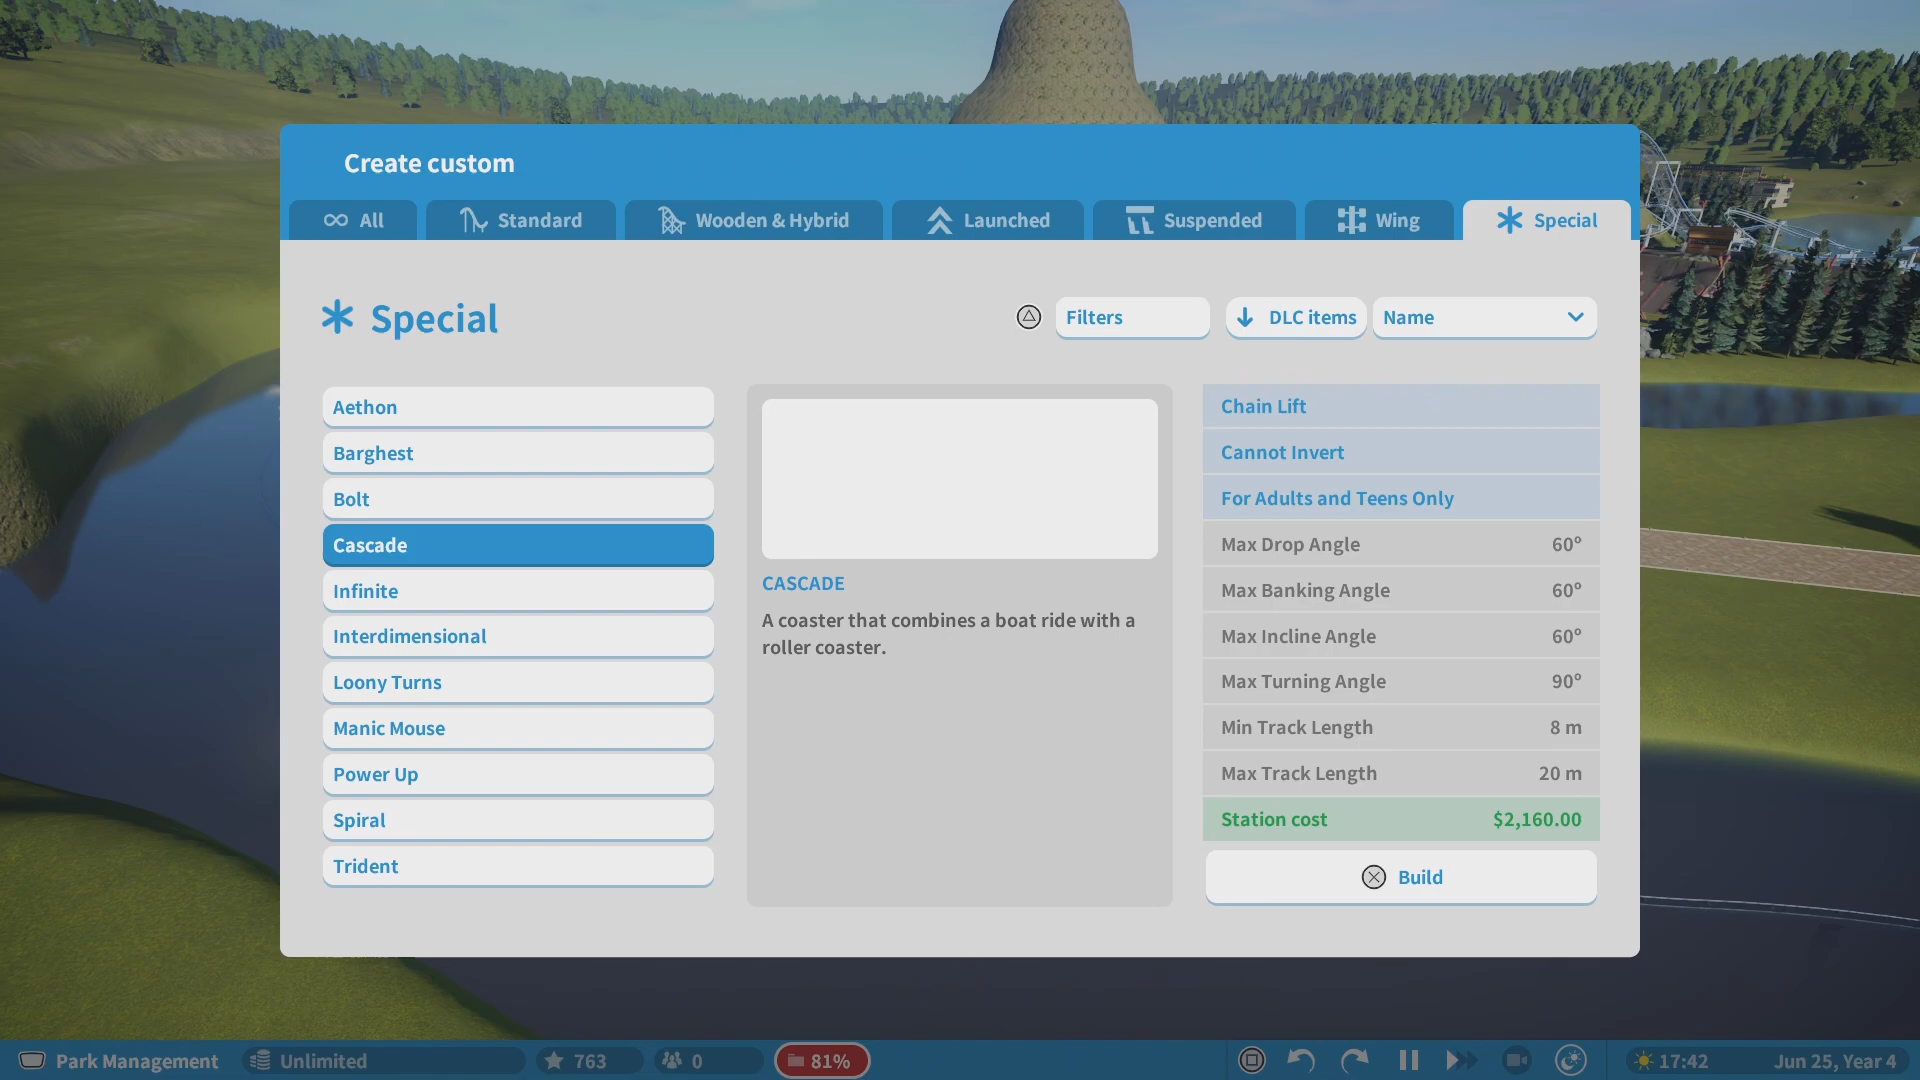 Create custom
All
Standard
Wooden & Hybrid
Launched
Suspended
Wing
Special
Special
Filters
DLC items
Name
Aethon
Barghest
Bolt
Cascade
Infinite
Interdimensional
Loony Turns
Manic Mouse
Power Up
Spiral
Trident
CASCADE
A coaster that combines a boat ride with a
roller coaster.
Chain Lift
Cannot Invert
For Adults and Teens Only
Max Drop Angle 60º
Max Banking Angle 60º
Max Incline Angle 60º
Max Turning Angle 90º
Min Track Length 8 m
Max Track Length 20 m
Station cost $2,160.00
Build
Park Management
Unlimited
763
0
81%
17:42
Jun 25, Year 4